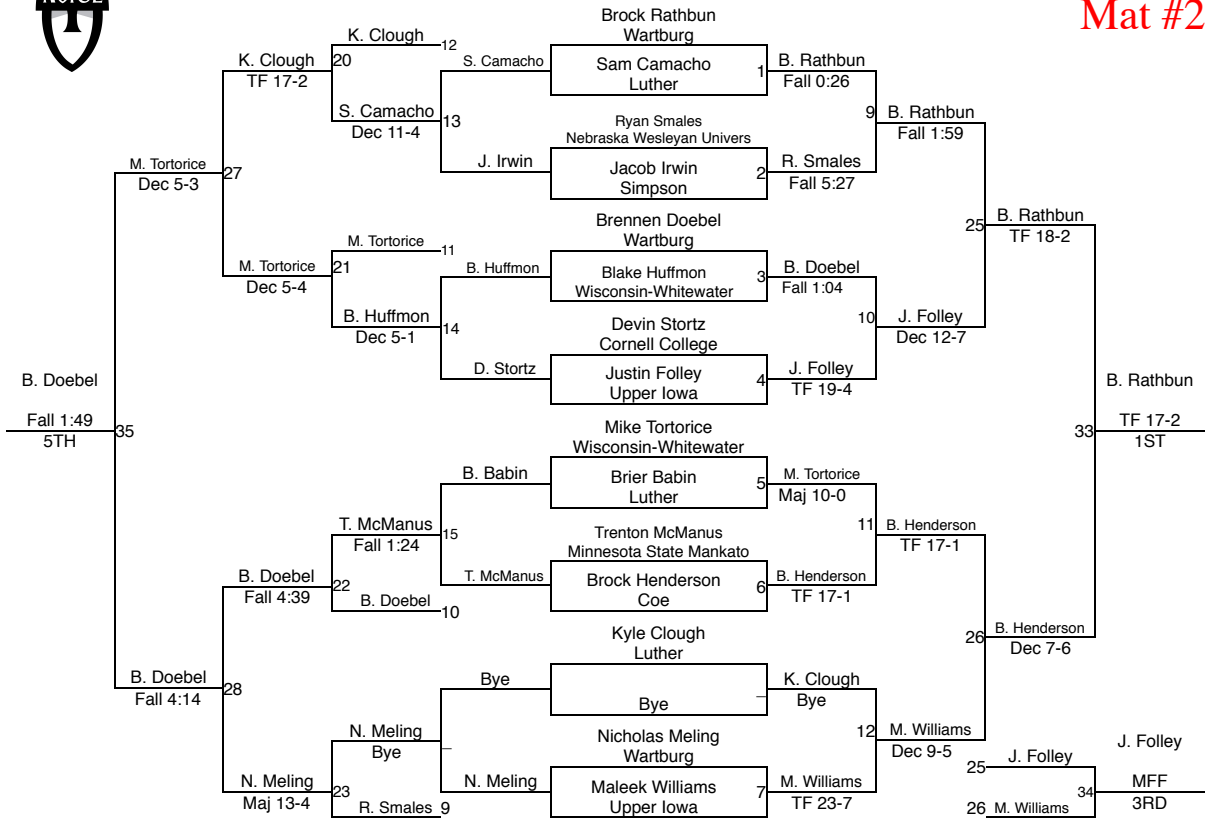 Mat #2
Brock Rathbun
Wartburg
K. Clough
12
K. Clough
20
S. Camacho
Sam Camacho
1
B. Rathbun
TF 17-2
Luther
Fall 0:26
S. Camacho
13
9
B. Rathbun
Dec 11-4
Ryan Smales
Fall 1:59
Nebraska Wesleyan Univers
M. Tortorice
27
J. Irwin
Jacob Irwin
2
R. Smales
Dec 5-3
Simpson
Fall 5:27
Brennen Doebel
25
B. Rathbun
Wartburg
TF 18-2
M. Tortorice
11
M. Tortorice
21
B. Huffmon
Blake Huffmon
3
B. Doebel
Dec 5-4
Wisconsin-Whitewater
Fall 1:04
B. Huffmon
14
10
J. Folley
Dec 5-1
Devin Stortz
Dec 12-7
Cornell College
D. Stortz
Justin Folley
4
J. Folley
B. Doebel
Upper Iowa
TF 19-4
B. Rathbun
Fall 1:49
35
Mike Tortorice
33
TF 17-2
5TH
Wisconsin-Whitewater
1ST
B. Babin
Brier Babin
5
M. Tortorice
Luther
Maj 10-0
T. McManus
15
Trenton McManus
11
B. Henderson
Fall 1:24
Minnesota State Mankato
TF 17-1
B. Doebel
22
T. McManus
Brock Henderson
6
B. Henderson
Fall 4:39
B. Doebel
10
Coe
TF 17-1
Kyle Clough
26
B. Henderson
Luther
Dec 7-6
B. Doebel
28
Bye
Bye
_
K. Clough
Fall 4:14
Bye
N. Meling
_
Nicholas Meling
12
M. Williams
J. Folley
Bye
Wartburg
Dec 9-5
25
J. Folley
N. Meling
23
N. Meling
Maleek Williams
7
M. Williams
34
MFF
Maj 13-4
R. Smales
9
Upper Iowa
TF 23-7
26
M. Williams
3RD